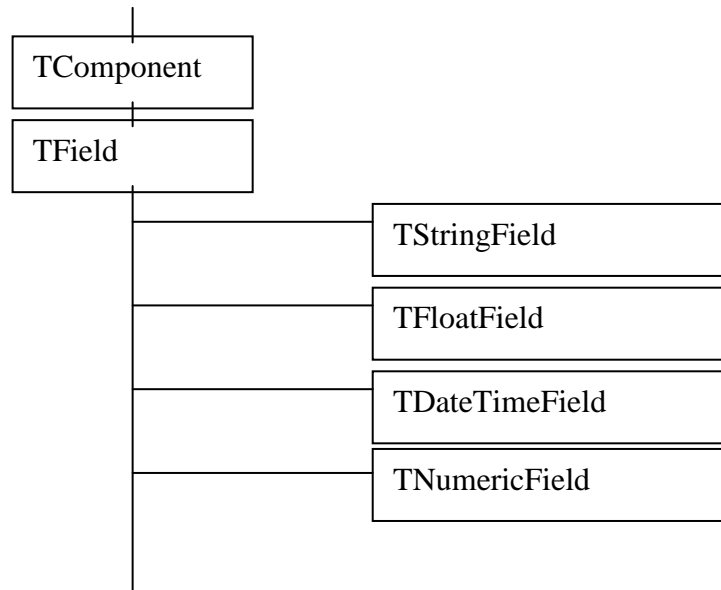 TComponent
TField
TStringField
TFloatField
TDateTimeField
TNumericField